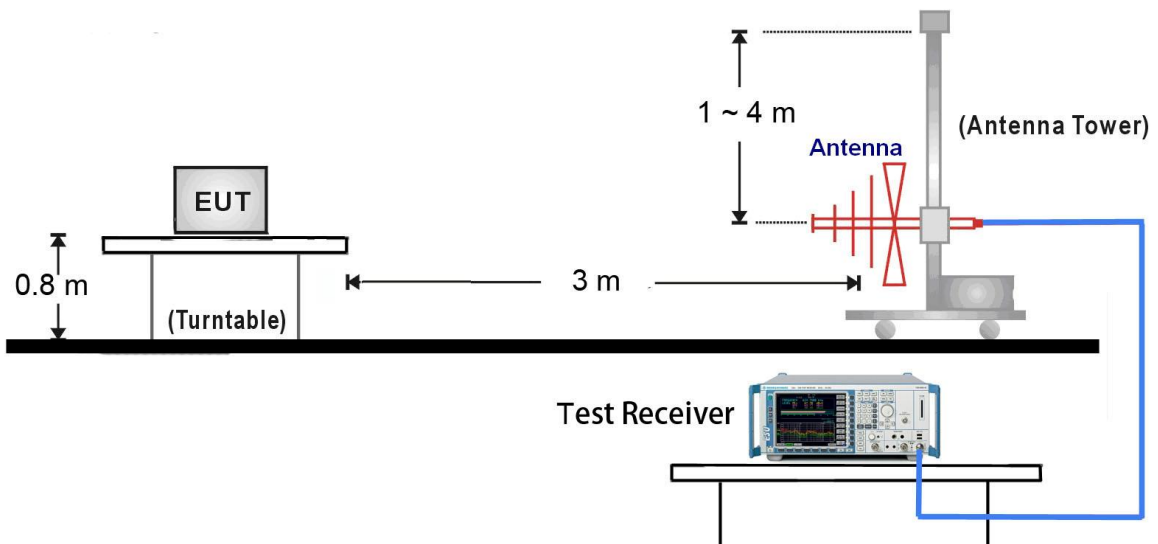 1 ~ 4 m
(Antenna Tower)
Antenna
EUT
0.8 m
3 m
(Turntable)
Test Receiver